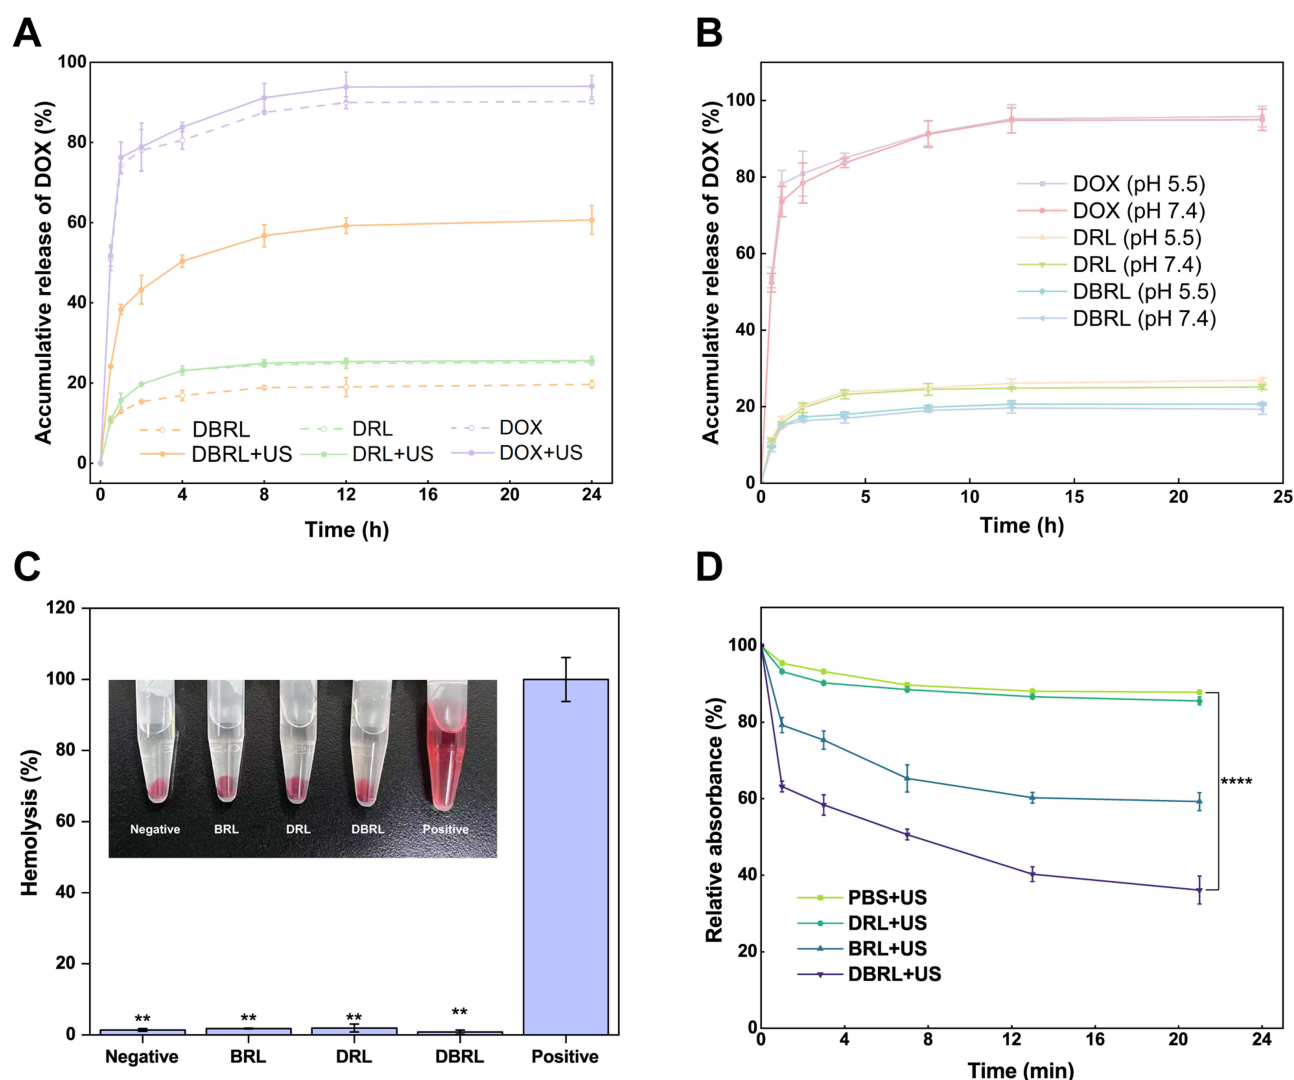 A
Accumulative release of DOX (%)
100
80
60
40
20
0
DBRL
DRL
DOX
DBRL+US
DRL+US
DOX+US
0
4
8
12
16
20
24
Time (h)
B
Accumulative release of DOX (%)
100
80
60
40
20
0
DOX (pH 5.5)
DOX (pH 7.4)
DRL (pH 5.5)
DRL (pH 7.4)
DBRL (pH 5.5)
DBRL (pH 7.4)
0
5
10
15
20
25
Time (h)
C
Hemolysis (%)
120
100
80
60
40
20
0
Negative
BRL
DRL
DBRL
Positive
**
**
**
**
Negative
BRL
DRL
DBRL
Positive
D
Relative absorbance (%)
100
80
60
40
20
0
****
PBS+US
DRL+US
BRL+US
DBRL+US
0
4
8
12
16
20
24
Time (min)